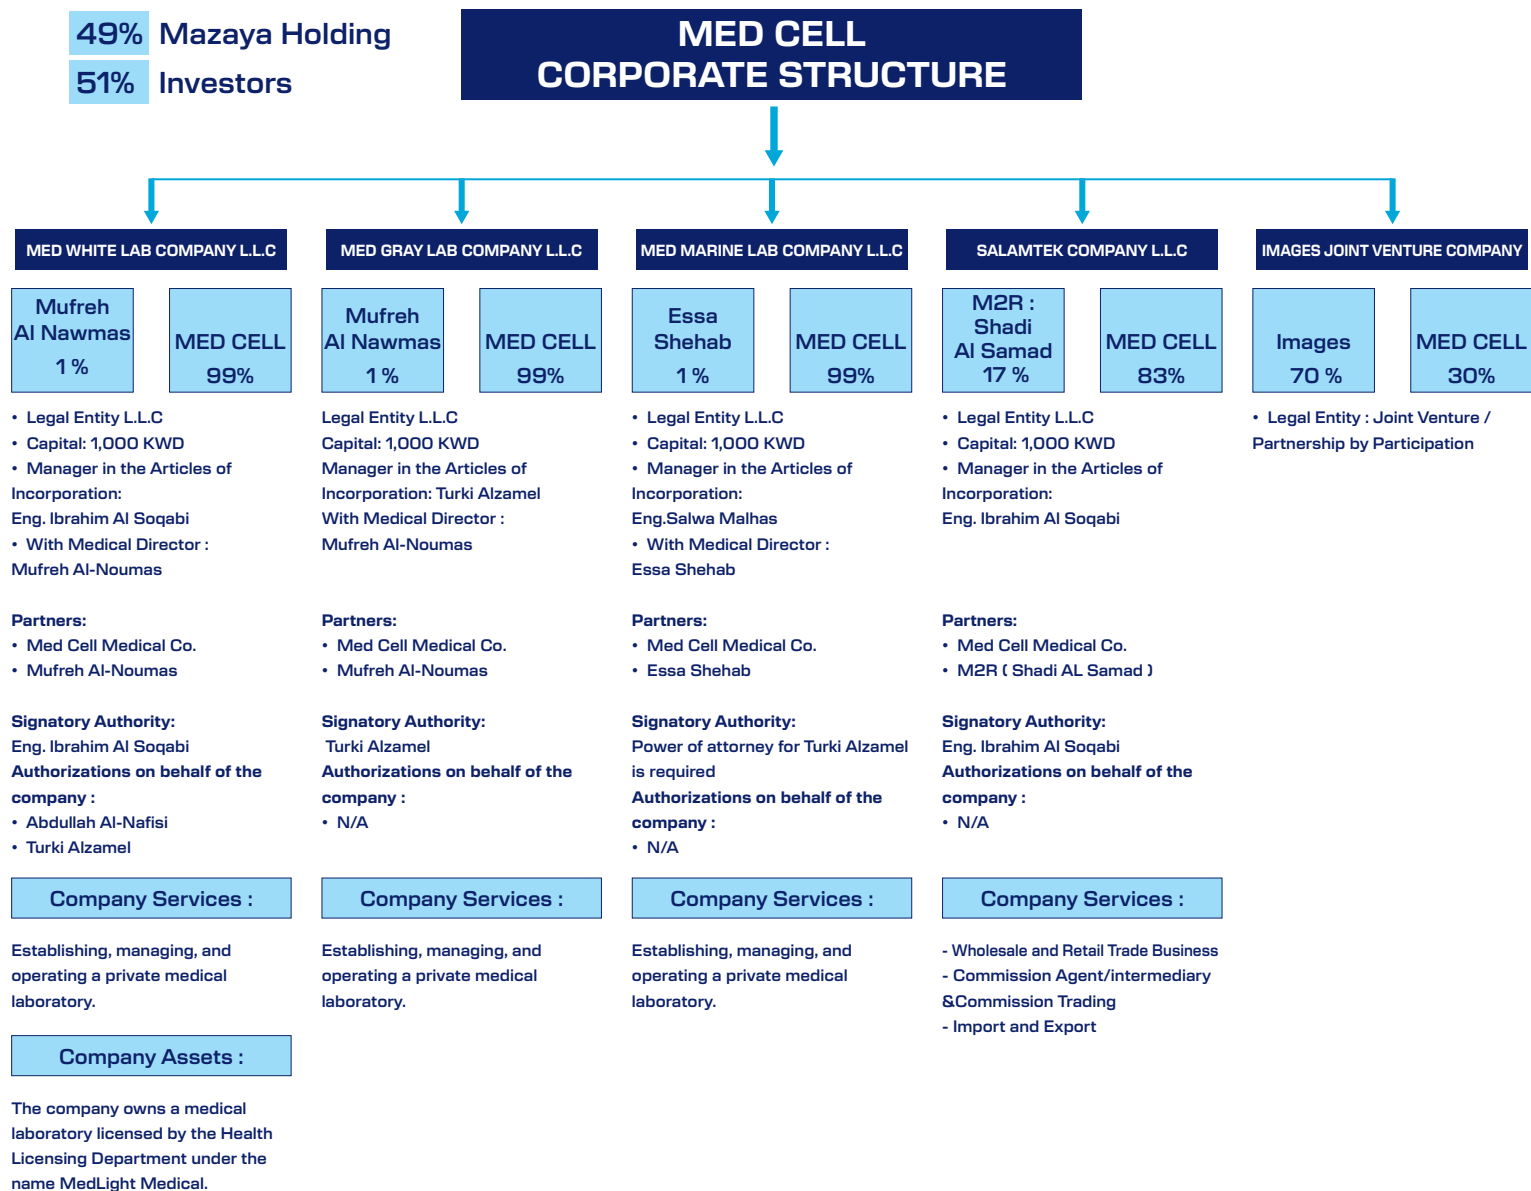 49% Mazaya Holding
51% Investors
MED CELL
CORPORATE STRUCTURE
MED WHITE LAB COMPANY L.L.C
Mufreh
Al Nawmas
1 %
MED CELL
99%
• Legal Entity L.L.C
• Capital: 1,000 KWD
• Manager in the Articles of
Incorporation:
Eng. Ibrahim Al Soqabi
• With Medical Director :
Mufreh Al-Noumas
Partners:
• Med Cell Medical Co.
• Mufreh Al-Noumas
Signatory Authority:
Eng. Ibrahim Al Soqabi
Authorizations on behalf of the
company :
• Abdullah Al-Nafisi
• Turki Alzamel
Company Services :
Establishing, managing, and
operating a private medical
laboratory.
Company Assets :
The company owns a medical
laboratory licensed by the Health
Licensing Department under the
name MedLight Medical.
MED GRAY LAB COMPANY L.L.C
Mufreh
Al Nawmas
1 %
MED CELL
99%
Legal Entity L.L.C
Capital: 1,000 KWD
Manager in the Articles of
Incorporation: Turki Alzamel
With Medical Director :
Mufreh Al-Noumas
Partners:
• Med Cell Medical Co.
• Mufreh Al-Noumas
Signatory Authority:
Turki Alzamel
Authorizations on behalf of the
company :
• N/A
Company Services :
Establishing, managing, and
operating a private medical
laboratory.
MED MARINE LAB COMPANY L.L.C
Essa
Shehab
1 %
MED CELL
99%
• Legal Entity L.L.C
• Capital: 1,000 KWD
• Manager in the Articles of
Incorporation:
Eng.Salwa Malhas
• With Medical Director :
Essa Shehab
Partners:
• Med Cell Medical Co.
• Essa Shehab
Signatory Authority:
Power of attorney for Turki Alzamel
is required
Authorizations on behalf of the
company :
• N/A
Company Services :
Establishing, managing, and
operating a private medical
laboratory.
SALAMTEK COMPANY L.L.C
M2R :
Shadi
Al Samad
17 %
MED CELL
83%
• Legal Entity L.L.C
• Capital: 1,000 KWD
• Manager in the Articles of
Incorporation:
Eng. Ibrahim Al Soqabi
Partners:
• Med Cell Medical Co.
• M2R ( Shadi AL Samad )
Signatory Authority:
Eng. Ibrahim Al Soqabi
Authorizations on behalf of the
company :
• N/A
Company Services :
- Wholesale and Retail Trade Business
- Commission Agent/intermediary
&Commission Trading
- Import and Export
IMAGES JOINT VENTURE COMPANY
Images
70 %
MED CELL
30%
• Legal Entity : Joint Venture /
Partnership by Participation